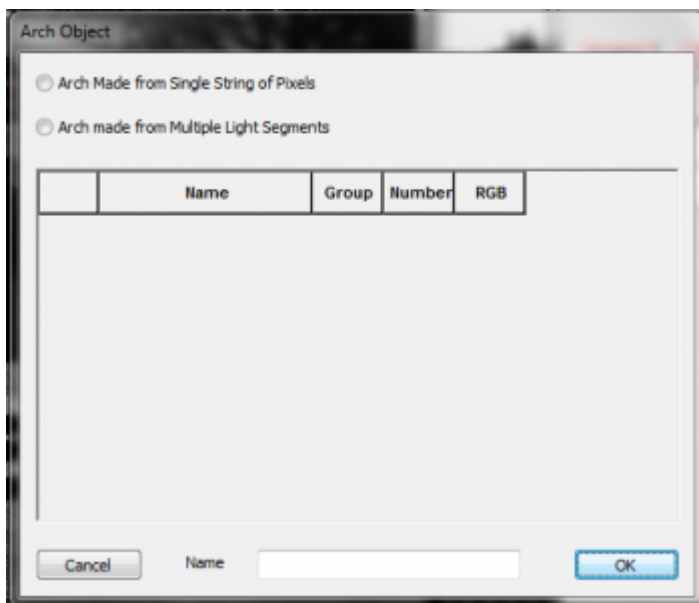 Arch Object
Arch Made from Single String of Pixels
Arch made from Multiple Light Segments
Name Group Number RGB
Cancel Name OK